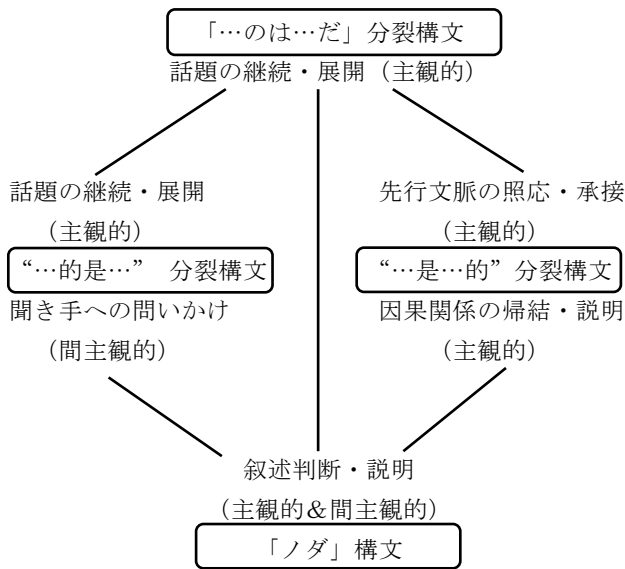 「…のは…だ」分裂構文
話題の継続・展開（主観的）
話題の継続・展開
（主観的）
“…的是…” 分裂構文
聞き手への問いかけ
（間主観的）
先行文脈の照応・承接
（主観的）
“…是…的”分裂構文
因果関係の帰結・説明
（主観的）
叙述判断・説明
（主観的＆間主観的）
「ノダ」構文